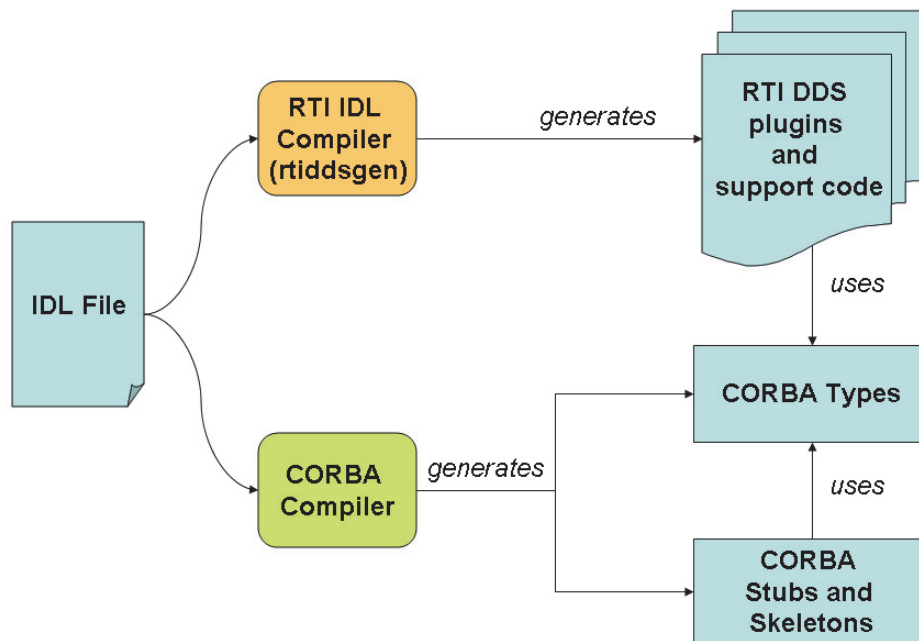 RTI IDL
Compiler
(rtiddsgen)
generates
RTI DDS
plugins
and
support code
IDL File
uses
CORBA Types
CORBA
Compiler
generates
uses
CORBA
Stubs and
Skeletons